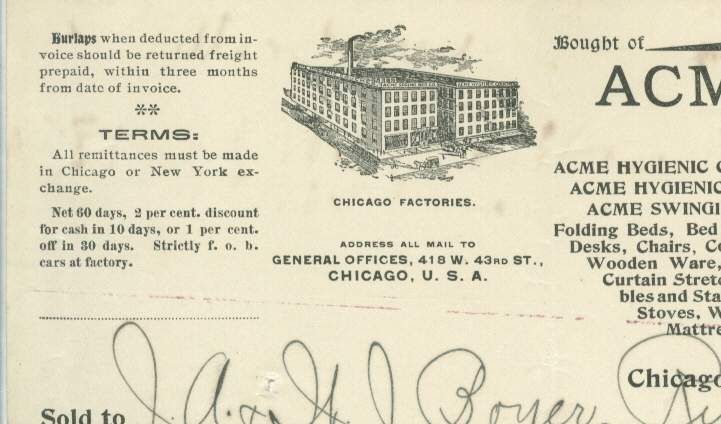 Burlaps when deducted from in-
voice should be returned freight
prepaid, within three months
from date of invoice.
TERMS:
All remittances must be made
in Chicago or New York ex-
change.
Net 60 days, 2 per cent. discount
for cash in 10 days, or 1 per cent.
off in 30 days. Strictly f. o. b.
cars at factory.
CHICAGO FACTORIES.
ADDRESS ALL MAIL TO
GENERAL OFFICES, 418 W. 43RD ST.,
CHICAGO, U. S. A.
Bought of
ACM
ACME HYGIENIC C
ACME HYGIENIC
ACME SWINGI
Folding Beds, Bed
Desks, Chairs, Co
Wooden Ware,
Curtain Stretc
bles and Sta
Stoves, W
Mattre
Chicago
Sold to J. A. & H J Boyer,